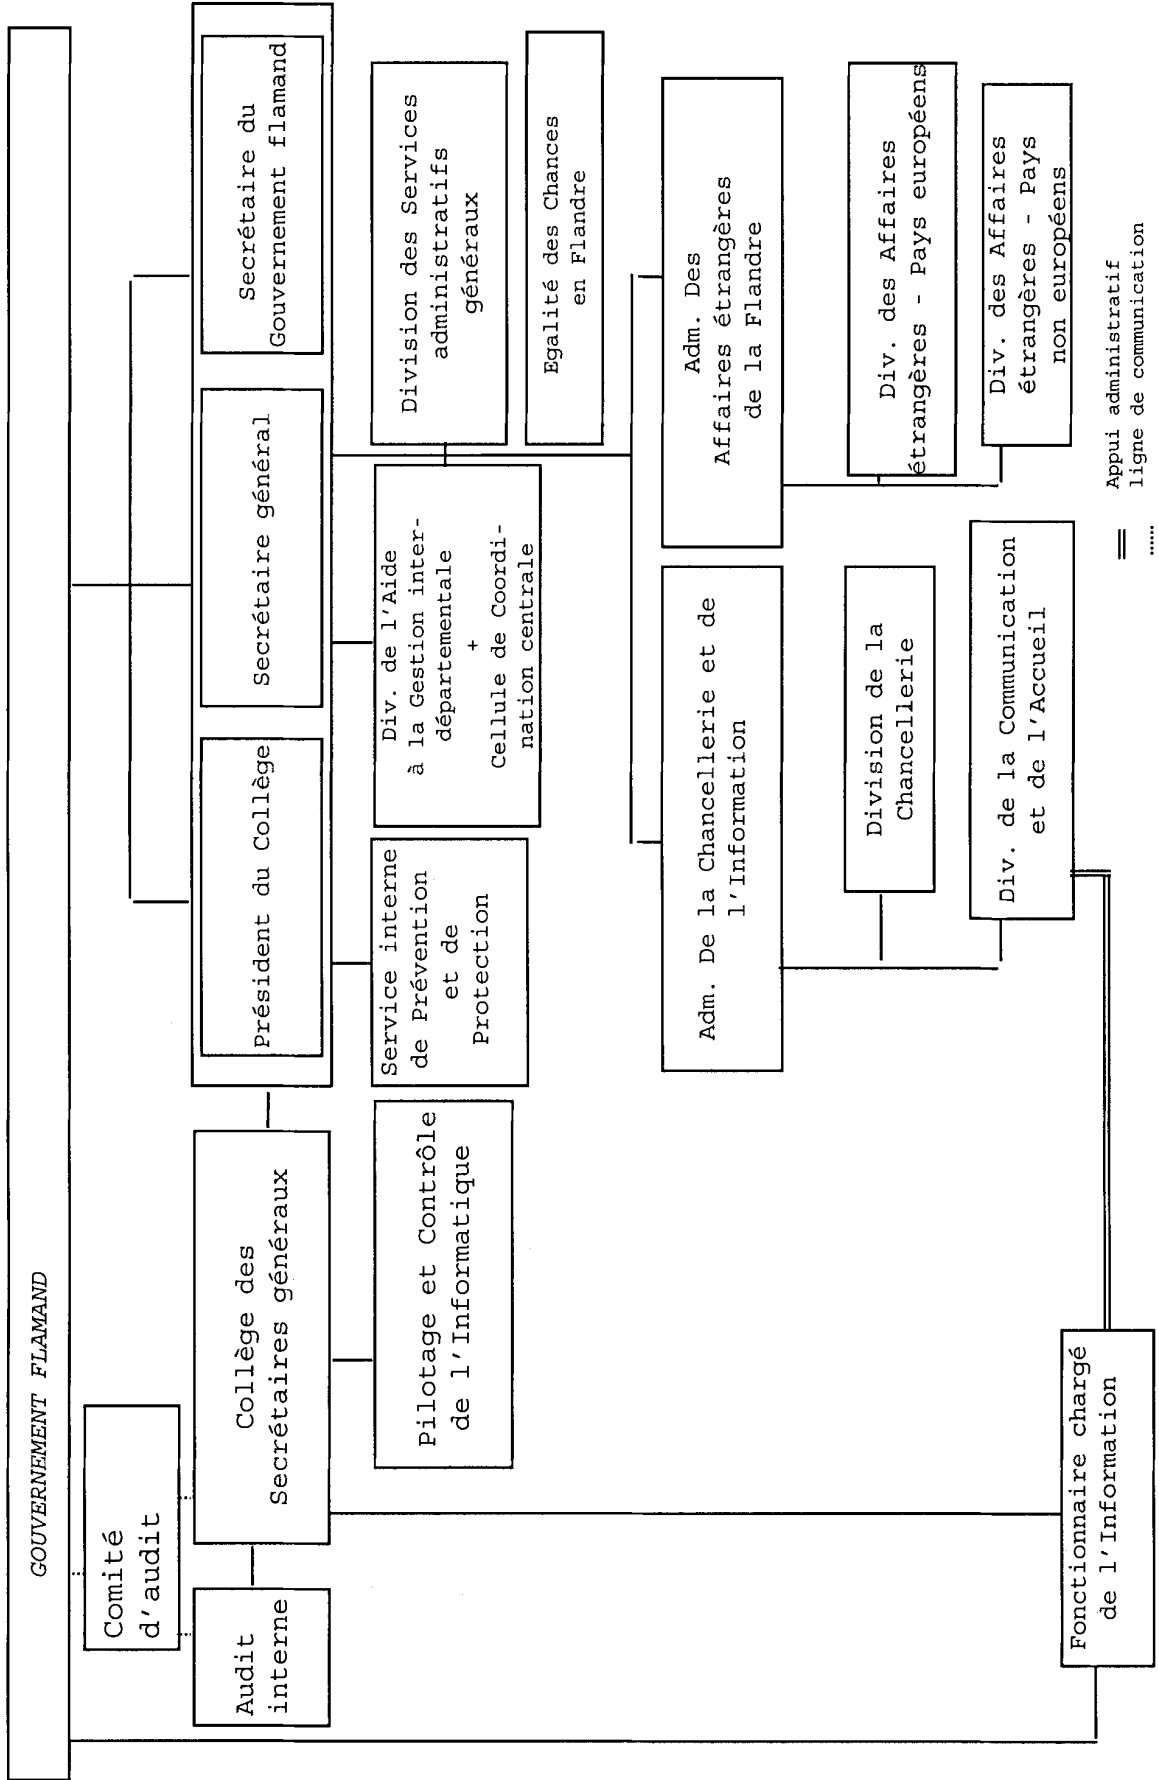 GOUVERNEMENT FLAMAND
Comité
d'audit
Audit
interne
Collège des
Secrétaires généraux
Président du Collège
Secrétaire général
Secrétaire du
Gouvernement flamand
Pilotage et Contrôle
de l'Informatique
Service interne
de Prévention
et de
Protection
Div. de l'Aide
à la Gestion inter-
départementale
+
Cellule de Coordi-
nation centrale
Division des Services
administratifs
généraux
Egalité des Chances
en Flandre
Adm. De la Chancellerie et de
l'Information
Adm. Des
Affaires étrangères
de la Flandre
Division de la
Chancellerie
Div. des Affaires
étrangères - Pays européens
Div. de la Communication
et de l'Accueil
Div. des Affaires
étrangères - Pays
non européens
Fonctionnaire chargé
de l'Information
Appui administratif
ligne de communication